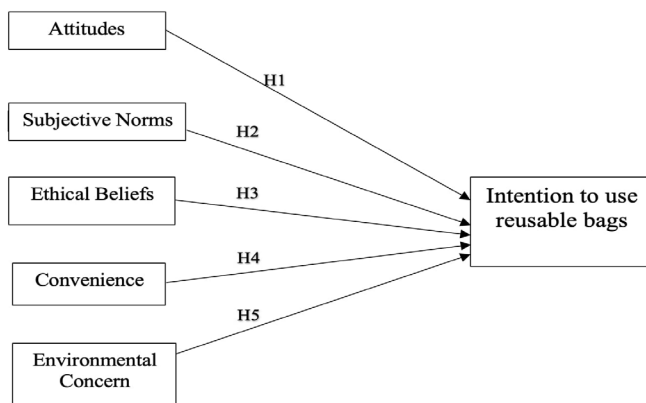 Attitudes
H1
Subjective Norms
H2
Ethical Beliefs
H3
Intention to use
reusable bags
Convenience
H4
Environmental
Concern
H5